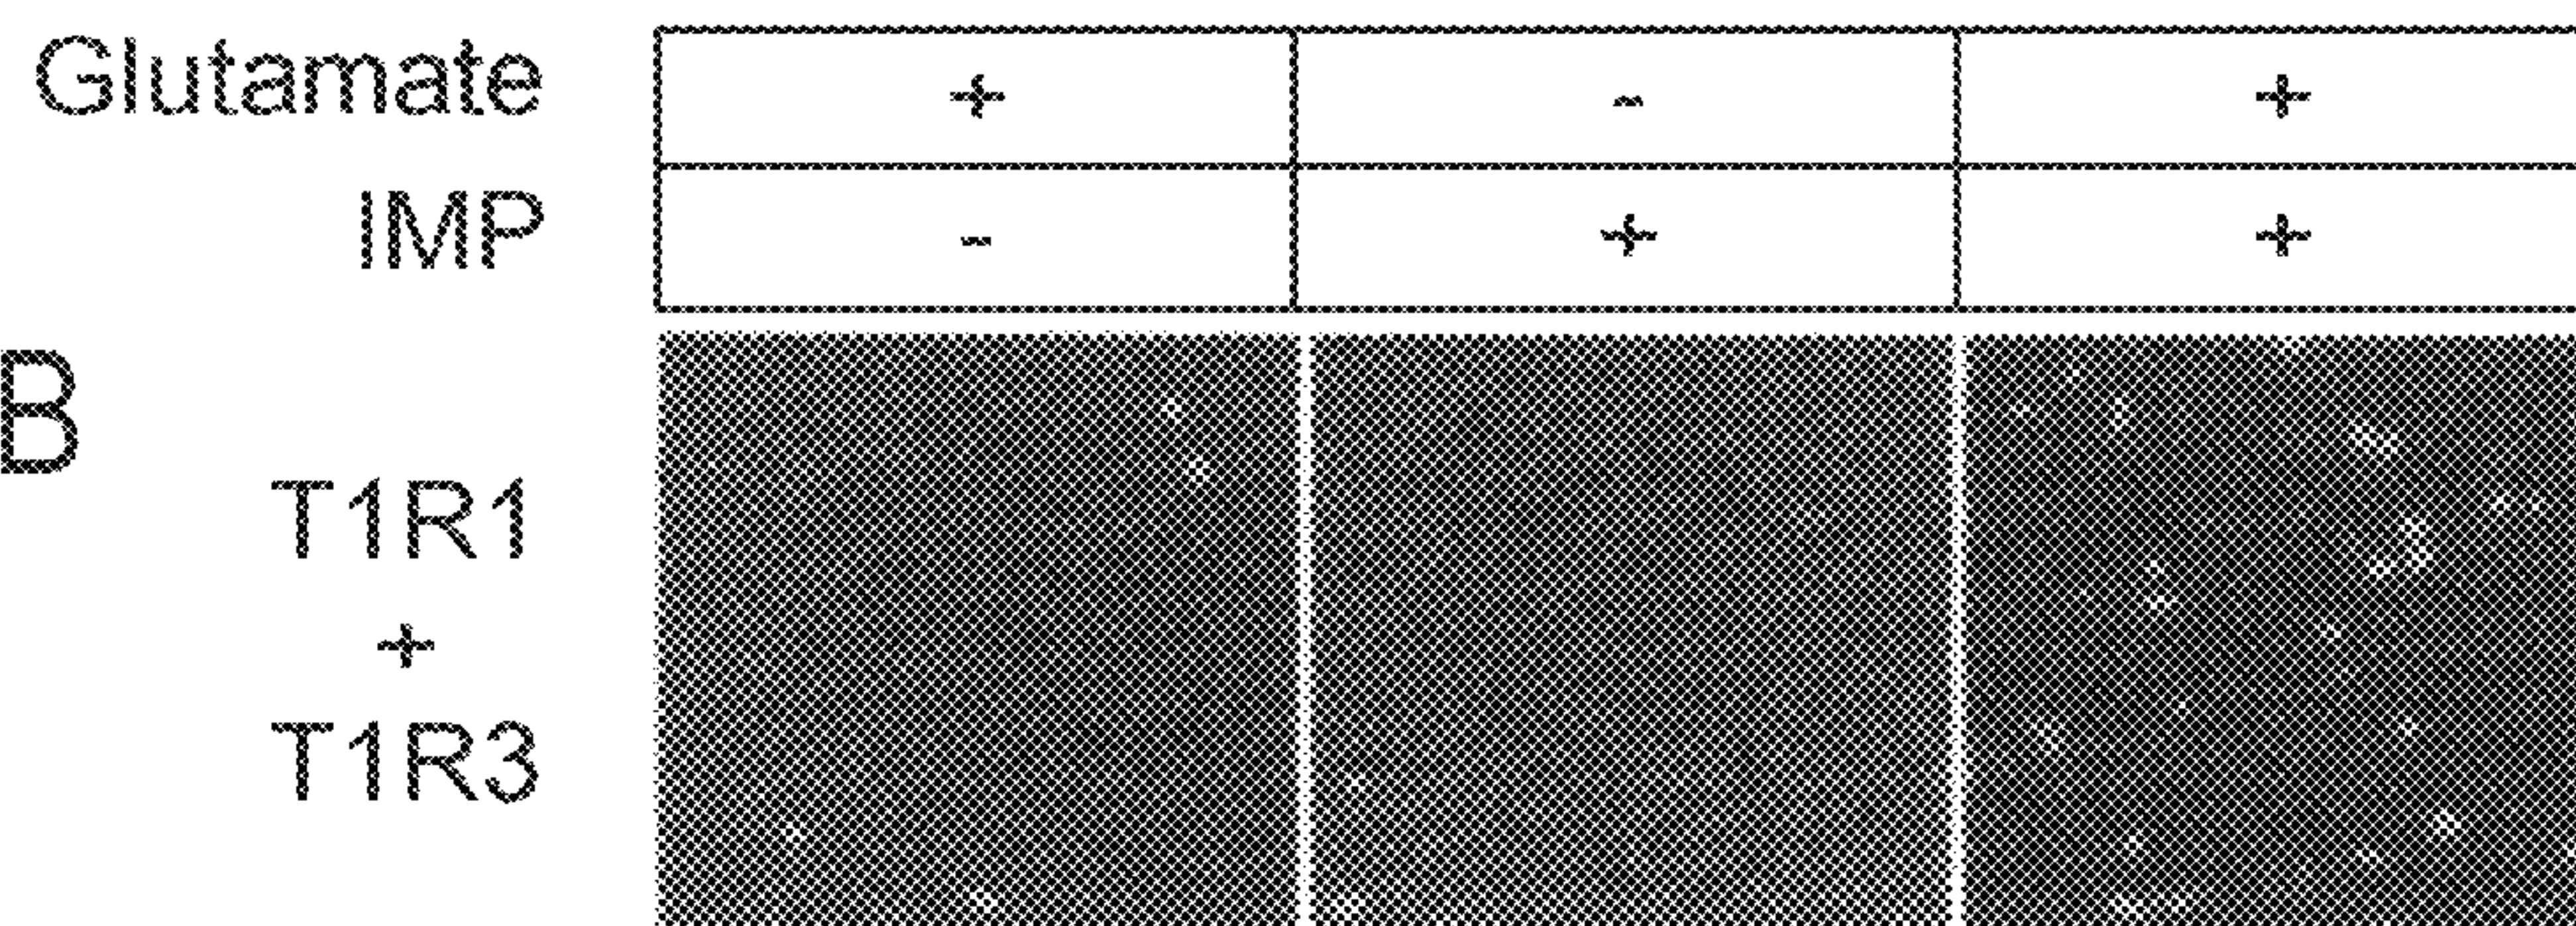 Glutamate + - +
IMP - + +
B
T1R1
+
T1R3